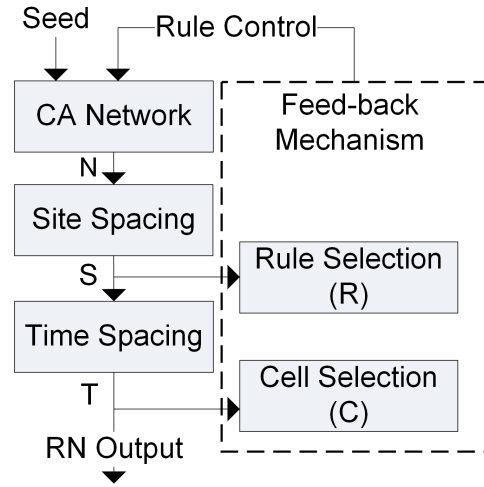 Seed
Rule Control
CA Network
Feed-back
Mechanism
N
Site Spacing
S
Rule Selection
(R)
Time Spacing
T
Cell Selection
(C)
RN Output